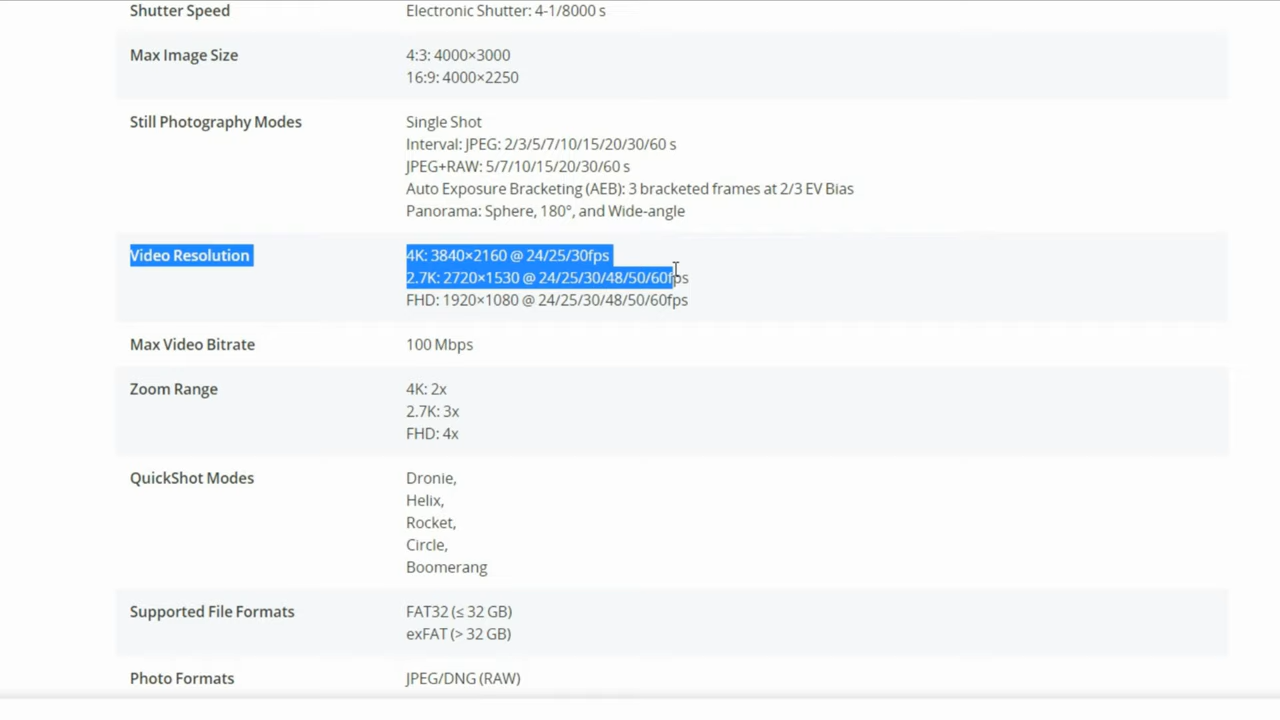 Shutter Speed
Electronic Shutter: 4-1/8000 s
Max Image Size
4:3: 4000×3000
16:9: 4000×2250
Still Photography Modes
Single Shot
Interval: JPEG: 2/3/5/7/10/15/20/30/60 s
JPEG+RAW: 5/7/10/15/20/30/60 s
Auto Exposure Bracketing (AEB): 3 bracketed frames at 2/3 EV Bias
Panorama: Sphere, 180°, and Wide-angle
Video Resolution
4K: 3840×2160 @ 24/25/30fps
2.7K: 2720×1530 @ 24/25/30/48/50/60fps
FHD: 1920×1080 @ 24/25/30/48/50/60fps
Max Video Bitrate
100 Mbps
Zoom Range
4K: 2x
2.7K: 3x
FHD: 4x
QuickShot Modes
Dronie,
Helix,
Rocket,
Circle,
Boomerang
Supported File Formats
FAT32 (≤ 32 GB)
exFAT (> 32 GB)
Photo Formats
JPEG/DNG (RAW)